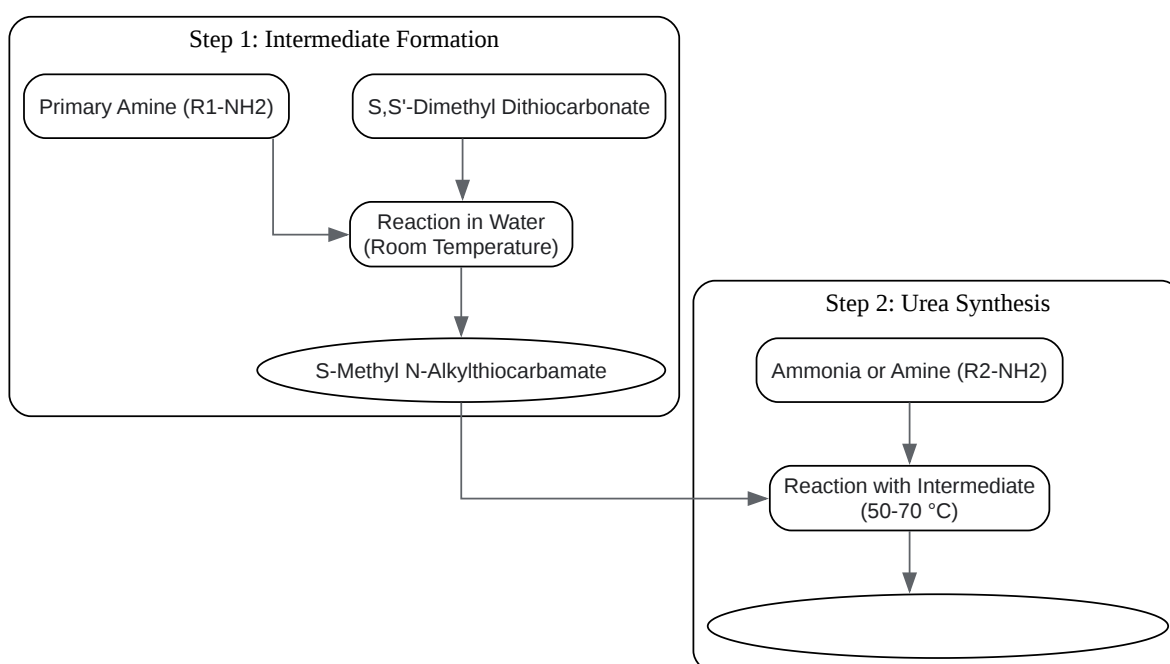 Step 1: Intermediate Formation
Primary Amine (R1-NH2)
S,S'-Dimethyl Dithiocarbonate
Reaction in Water
(Room Temperature)
S-Methyl N-Alkylthiocarbamate
Step 2: Urea Synthesis
Ammonia or Amine (R2-NH2)
Reaction with Intermediate
(50-70 °C)